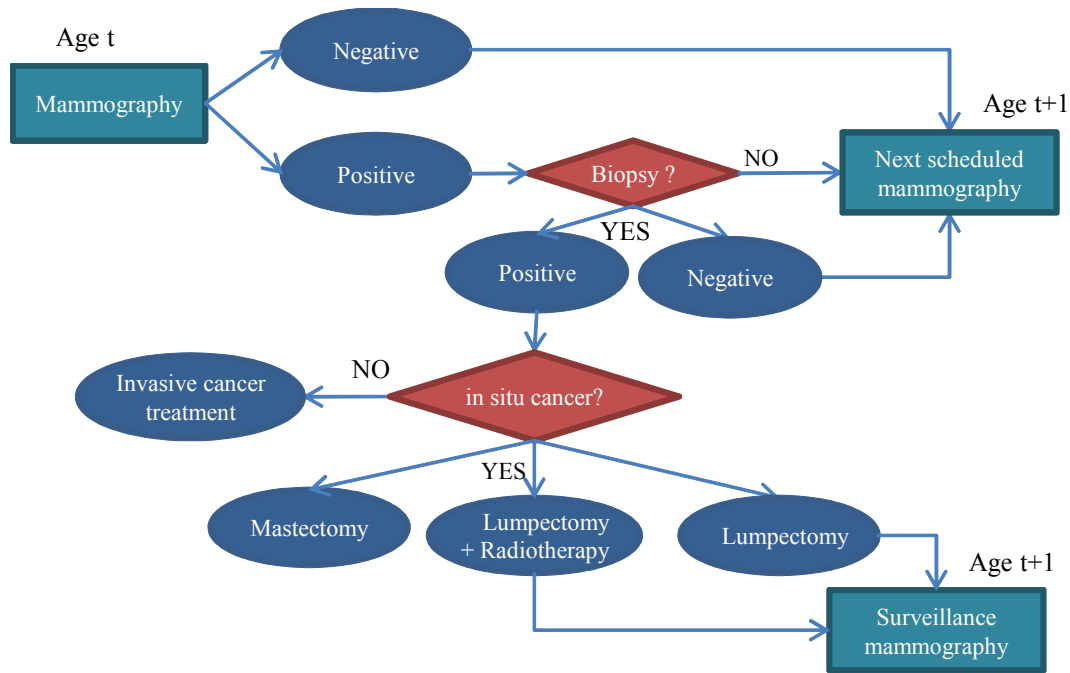 Age t
Negative
Mammography
Age t+1
Positive
Biopsy ?
NO
Next scheduled
mammography
YES
Positive
Negative
NO
Invasive cancer
treatment
in situ cancer?
YES
Mastectomy
Lumpectomy
+ Radiotherapy
Lumpectomy
Age t+1
Surveillance
mammography